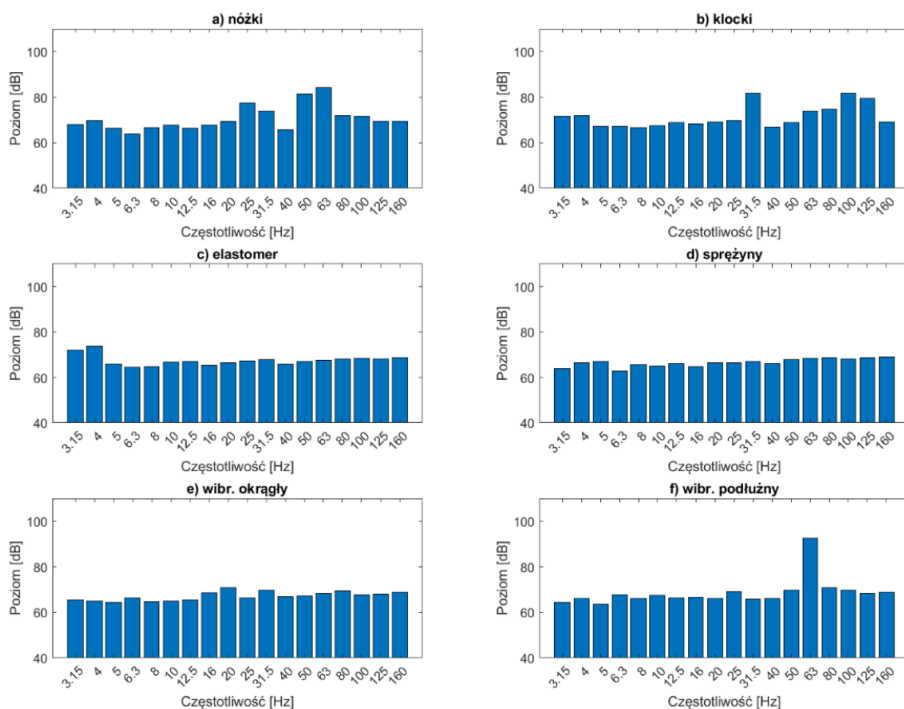 a) nóżki
Poziom [dB]
100
80
60
40
3.15 4 5 6.3 8 10 12.5 16 20 25 31.5 40 50 63 80 100 125 160
Częstotliwość [Hz]
b) klocki
Poziom [dB]
100
80
60
40
3.15 4 5 6.3 8 10 12.5 16 20 25 31.5 40 50 63 80 100 125 160
Częstotliwość [Hz]
c) elastomer
Poziom [dB]
100
80
60
40
3.15 4 5 6.3 8 10 12.5 16 20 25 31.5 40 50 63 80 100 125 160
Częstotliwość [Hz]
d) sprężyny
Poziom [dB]
100
80
60
40
3.15 4 5 6.3 8 10 12.5 16 20 25 31.5 40 50 63 80 100 125 160
Częstotliwość [Hz]
e) wibr. okrągły
Poziom [dB]
100
80
60
40
3.15 4 5 6.3 8 10 12.5 16 20 25 31.5 40 50 63 80 100 125 160
Częstotliwość [Hz]
f) wibr. podłużny
Poziom [dB]
100
80
60
40
3.15 4 5 6.3 8 10 12.5 16 20 25 31.5 40 50 63 80 100 125 160
Częstotliwość [Hz]